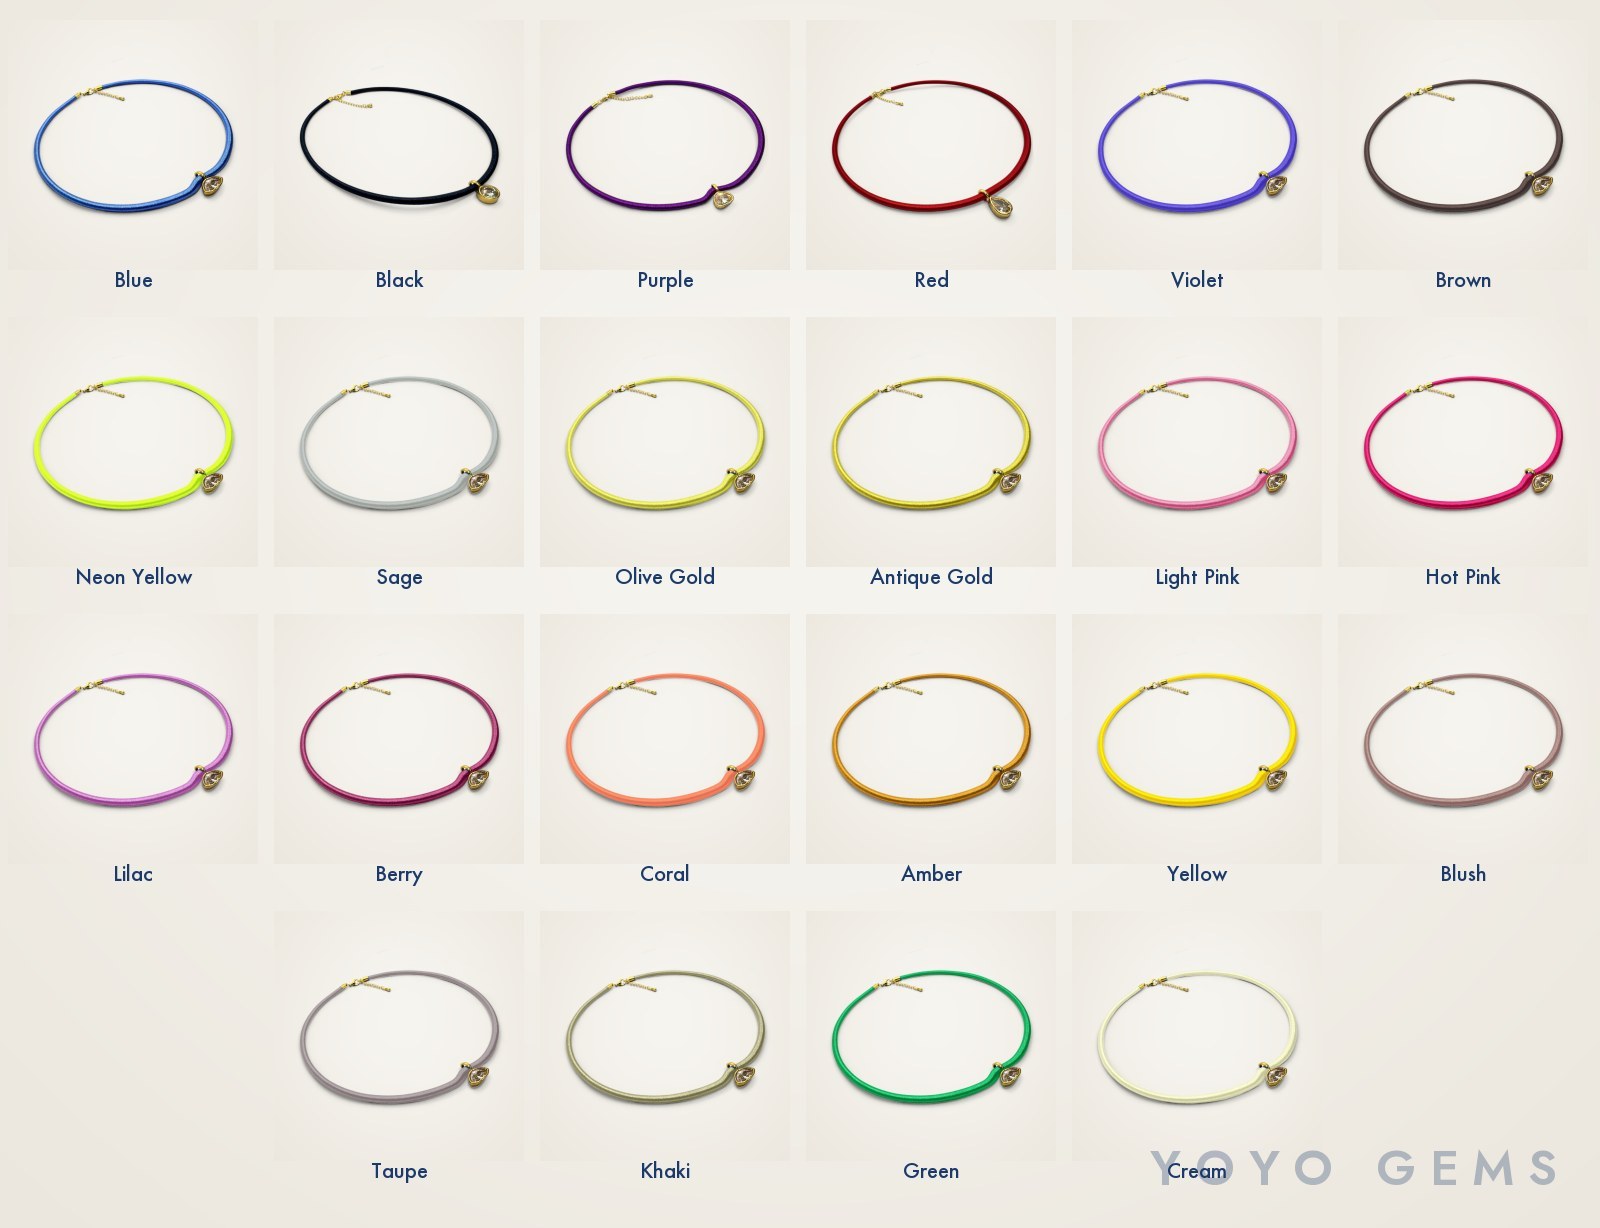 Blue
Black
Purple
Red
Violet
Brown
Neon Yellow
Sage
Olive Gold
Antique Gold
Light Pink
Hot Pink
Lilac
Berry
Coral
Amber
Yellow
Blush
Taupe
Khaki
Green
Cream
YOYO GEMS